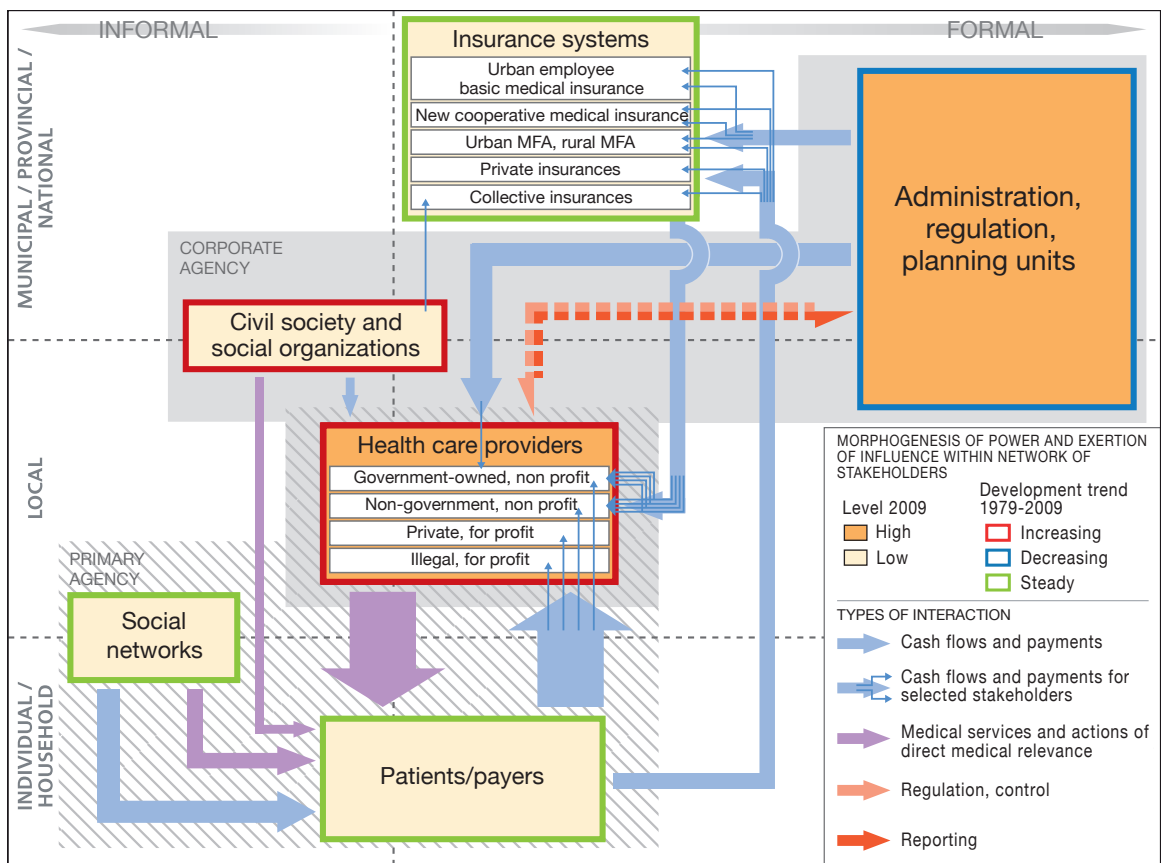 INFORMAL
FORMAL
MUNICIPAL / PROVINCIAL /
NATIONAL
LOCAL
INDIVIDUAL/
HOUSEHOLD
Insurance systems
Urban employee
basic medical insurance
New cooperative medical insurance
Urban MFA, rural MFA
Private insurances
Collective insurances
Administration,
regulation,
planning units
CORPORATE
AGENCY
Civil society and
social organizations
Health care providers
Government-owned, non profit
Non-government, non profit
Private, for profit
Illegal, for profit
PRIMARY
AGENCY
Social
networks
Patients/payers
MORPHOGENESIS OF POWER AND EXERTION
OF INFLUENCE WITHIN NETWORK OF
STAKEHOLDERS
Level 2009
High
Low
Development trend
1979-2009
Increasing
Decreasing
Steady
TYPES OF INTERACTION
Cash flows and payments
Cash flows and payments for
selected stakeholders
Medical services and actions of
direct medical relevance
Regulation, control
Reporting